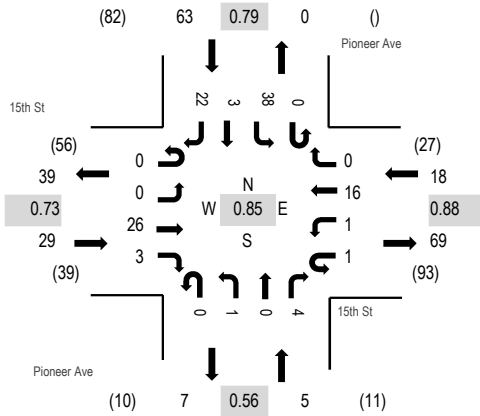 (82) 63 0.79 0 ()
Pioneer Ave
15th St
22 3 38 0
(56) 0 0 (27)
39 18
0 N 16
0.73 W 0.85 E 0.88
26 S 1
29 69
3 1
(39) (93)
0 1 0 4
15th St
Pioneer Ave
(10) 7 0.56 5 (11)